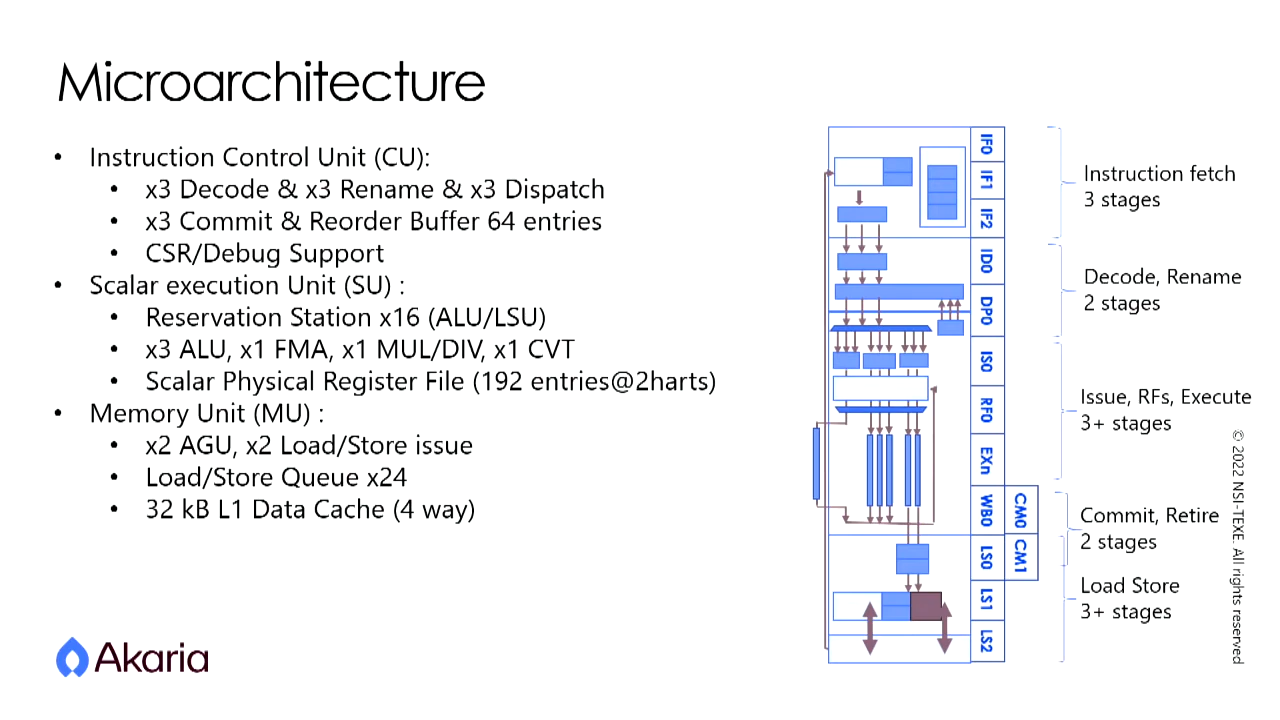 Microarchitecture
• Instruction Control Unit (CU):
• x3 Decode & x3 Rename & x3 Dispatch
• x3 Commit & Reorder Buffer 64 entries
• CSR/Debug Support
• Scalar execution Unit (SU) :
• Reservation Station x16 (ALU/LSU)
• x3 ALU, x1 FMA, x1 MUL/DIV, x1 CVT
• Scalar Physical Register File (192 entries@2harts)
• Memory Unit (MU) :
• x2 AGU, x2 Load/Store issue
• Load/Store Queue x24
• 32 kB L1 Data Cache (4 way)
IF0
IF1
IF2
ID0
DP0
IS0
RF0
EXn
WB0
CM0
LS0
CM1
LS1
LS2
Instruction fetch
3 stages
Decode, Rename
2 stages
Issue, RFs, Execute
3+ stages
Commit, Retire
2 stages
Load Store
3+ stages
© 2022 NSI-TEXE. All rights reserved
Akaria